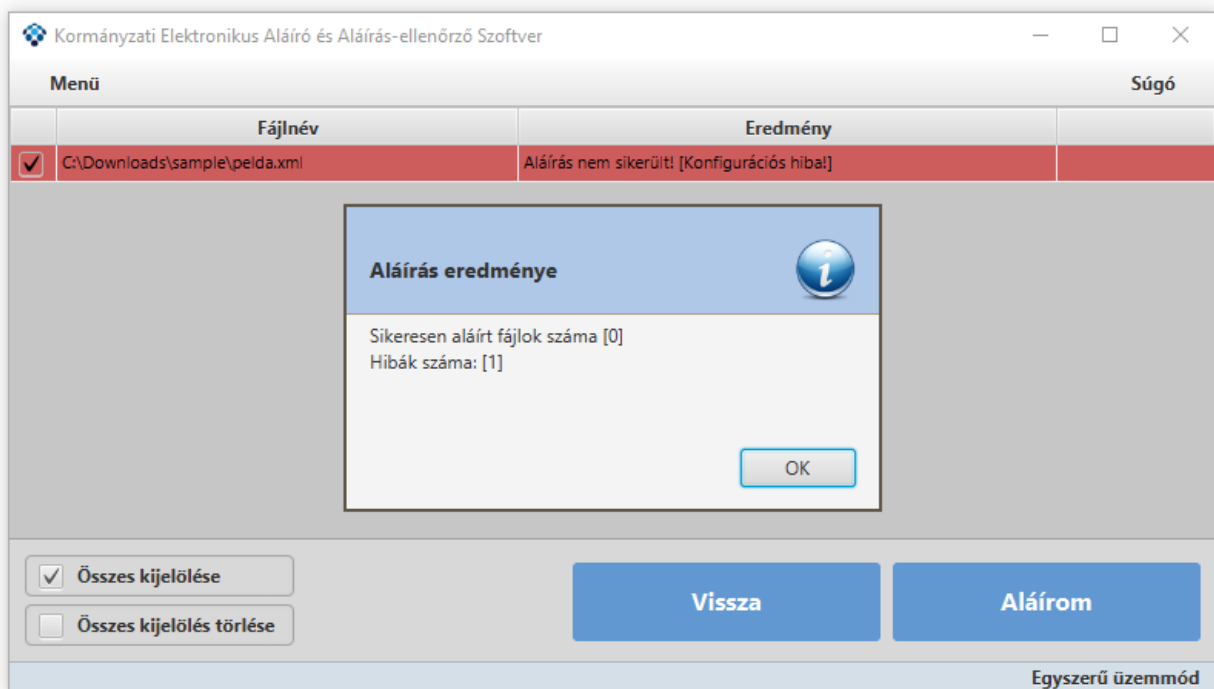 Kormányzati Elektronikus Aláíró és Aláírás-ellenőrző Szoftver
Menü Súgó
Fájlnév Eredmény
C:\Downloads\sample\pelda.xml Aláírás nem sikerült! [Konfigurációs hiba!]
Aláírás eredménye
Sikeresen aláírt fájlok száma [0]
Hibák száma: [1]
OK
Összes kijelölése
Összes kijelölés törlése
Vissza Aláírom
Egyszerű üzemmód